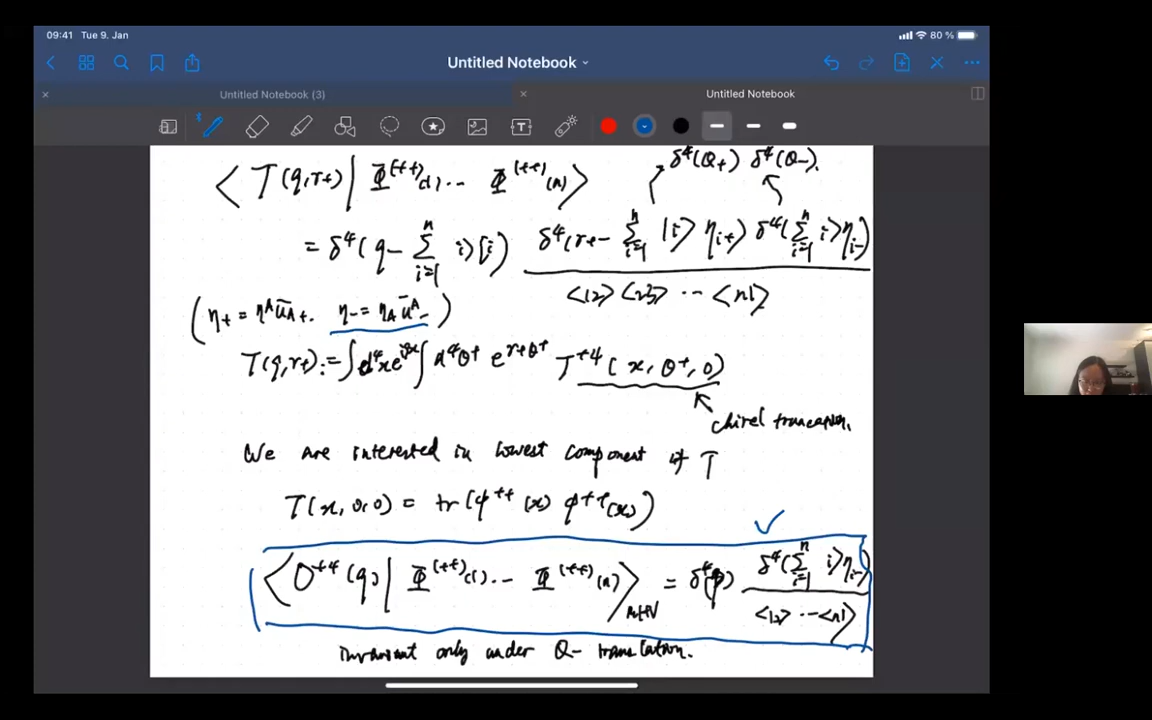 09:41 Tue 9. Jan
80 %
Untitled Notebook
Untitled Notebook (3)
Untitled Notebook
δ⁴(Q+) δ⁴(Q-).
< T(q,r+) | Φ^(++)(1) ... Φ^(++)(n) >
= δ⁴( q - Σ_{i=1}^{n} i>[i ) δ⁴(r+ - Σ_{i=1}^{n} |i> η_{i+}) δ⁴(Σ_{i=1}^{n} i>η_{i-}) / <12> <23> ... <n1>
( η+ = η^A ū_{A+}, η- = η_A ū^A_- )
T(q,r+) := ∫ d⁴x e^{iqx} ∫ d⁴θ⁺ e^{r+θ⁺} T^{+4}( x, θ⁺, 0)
chiral truncation.
We are interested in lowest component of T
T(x, 0,0) = tr(φ⁺⁺(x) φ⁺⁺(x))
< O^{+4}(q) | Φ^(++)(1) ... Φ^(++)(n) >_{MHV} = δ⁴(p) δ⁴(Σ_{i=1}^{n} i>η_{i-}) / <12> ... <n1>
invariant only under Q- translation.